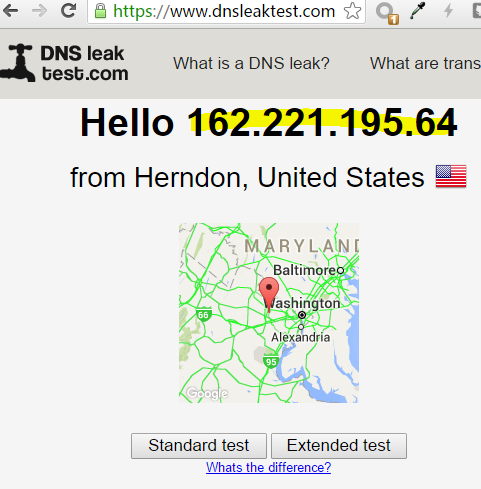 https://www.dnsleaktest.com
1
DNS leak
test.com
What is a DNS leak?
What are trans
Hello 162.221.195.64
from Herndon, United States
MARYLAND
Baltimore
66
Washington
Alexandria
95
Google
Standard test
Extended test
Whats the difference?